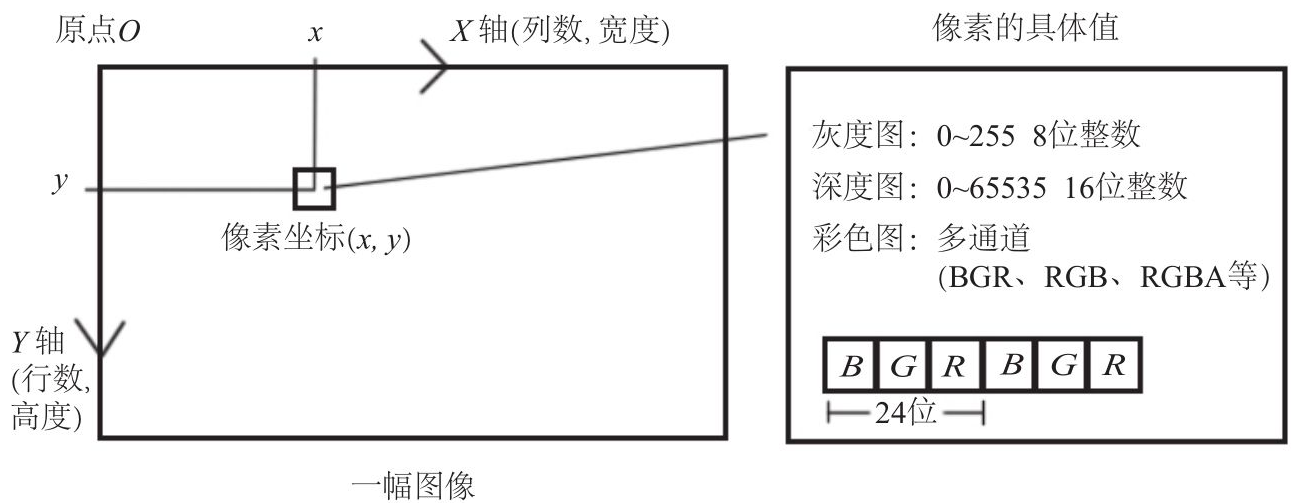 原点O
x
X 轴(列数, 宽度)
像素的具体值
y
像素坐标(x, y)
Y 轴
(行数,
高度)
一幅图像
灰度图：0~255 8位整数
深度图：0~65535 16位整数
彩色图：多通道
(BGR、RGB、RGBA等)
B G R B G R
24位